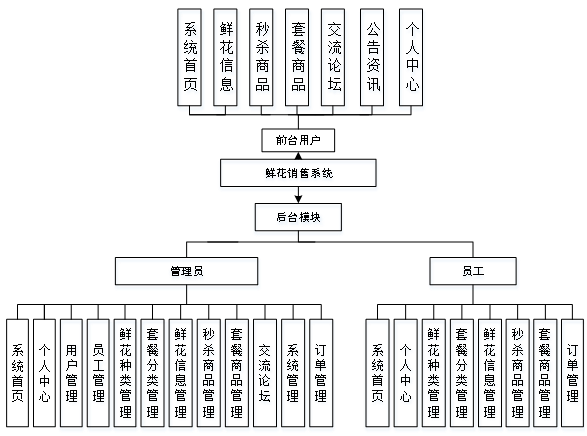 系统首页
鲜花信息
秒杀商品
套餐商品
交流论坛
公告资讯
个人中心
前台用户
鲜花销售系统
后台模块
管理员
员工
系统首页
个人中心
用户管理
员工管理
鲜花种类管理
套餐分类管理
鲜花信息管理
秒杀商品管理
套餐商品管理
交流论坛
系统管理
订单管理
系统首页
个人中心
鲜花种类管理
套餐分类管理
鲜花信息管理
秒杀商品管理
套餐商品管理
订单管理